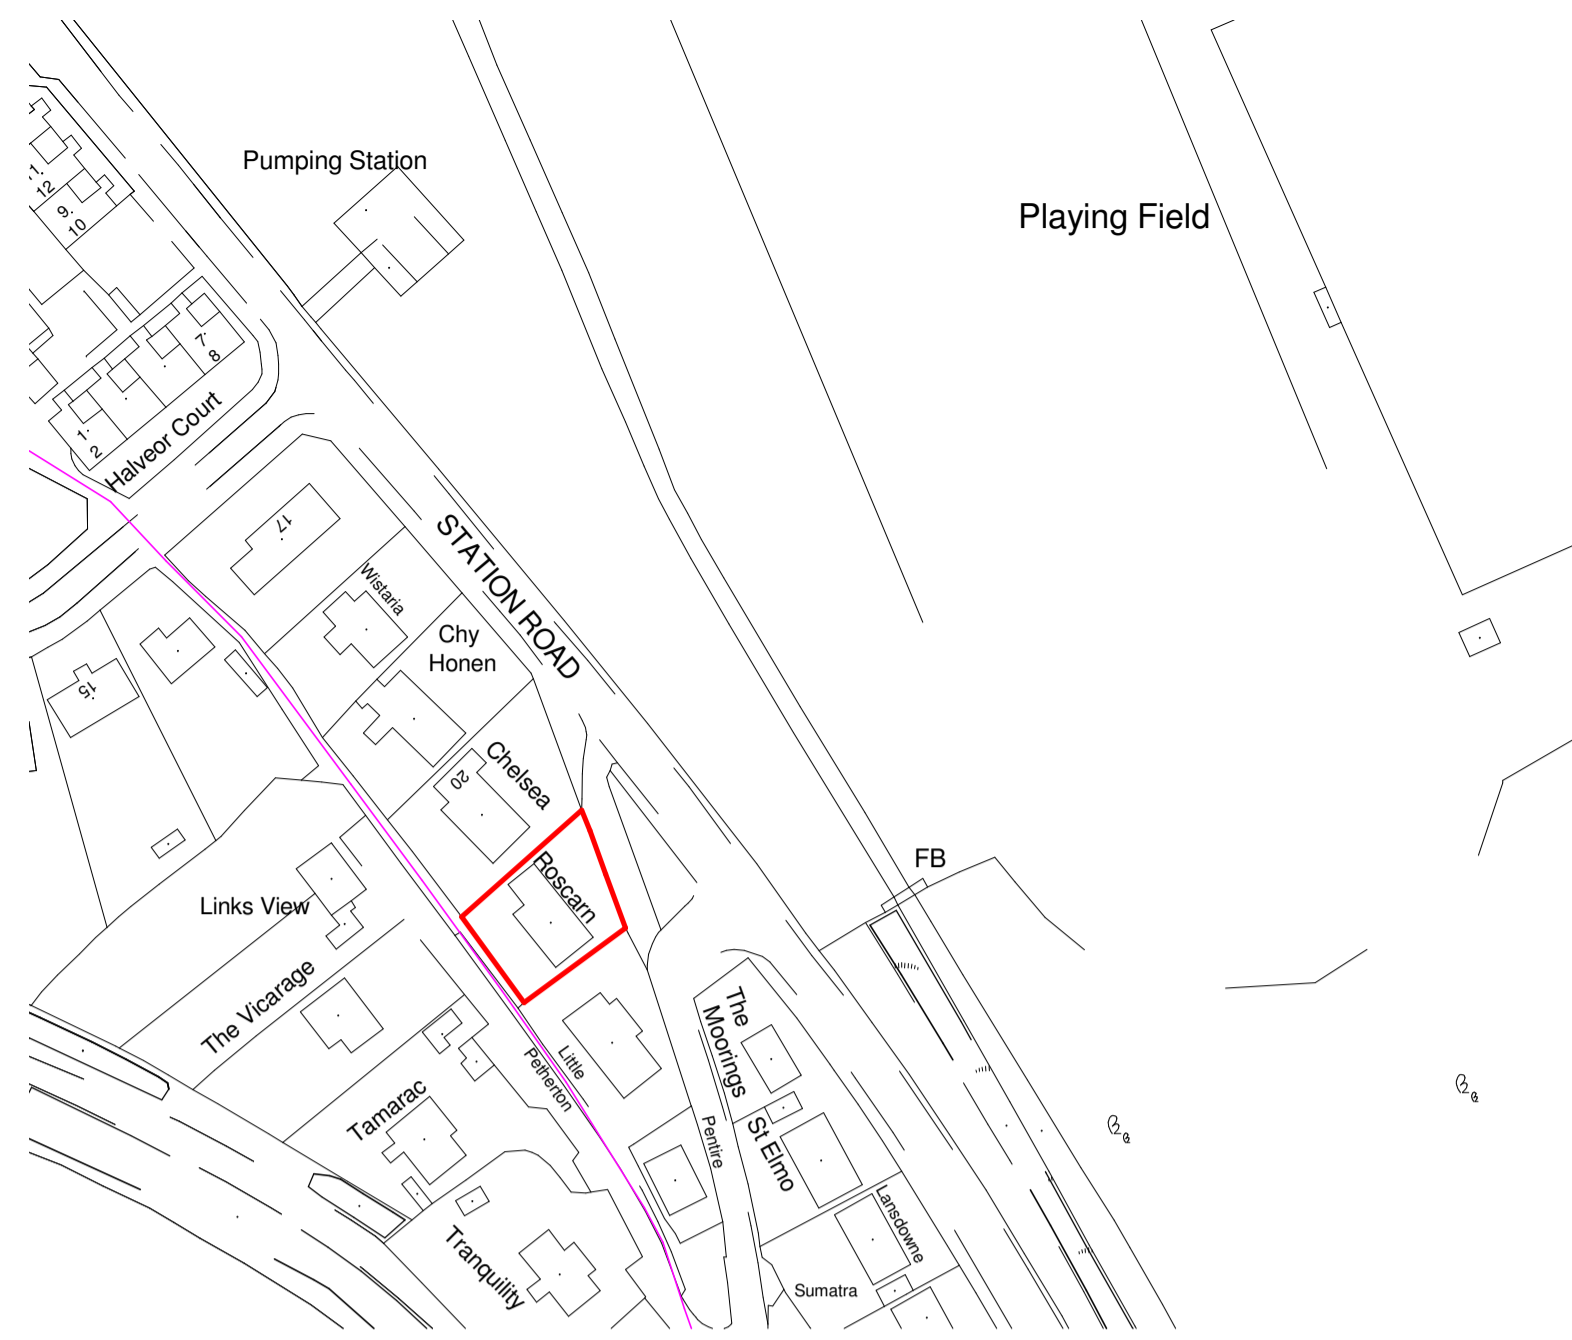 Pumping Station
Playing Field
12
9.
10
7.
8
1.
2
Halveor Court
17
STATION ROAD
Wistaria
Chy
Honen
15
Chelsea
20
Roscarn
FB
Links View
The Vicarage
The
Moorings
Little
Petherton
Tamarac
Pentire
St Elmo
Lansdowne
Tranquility
Sumatra